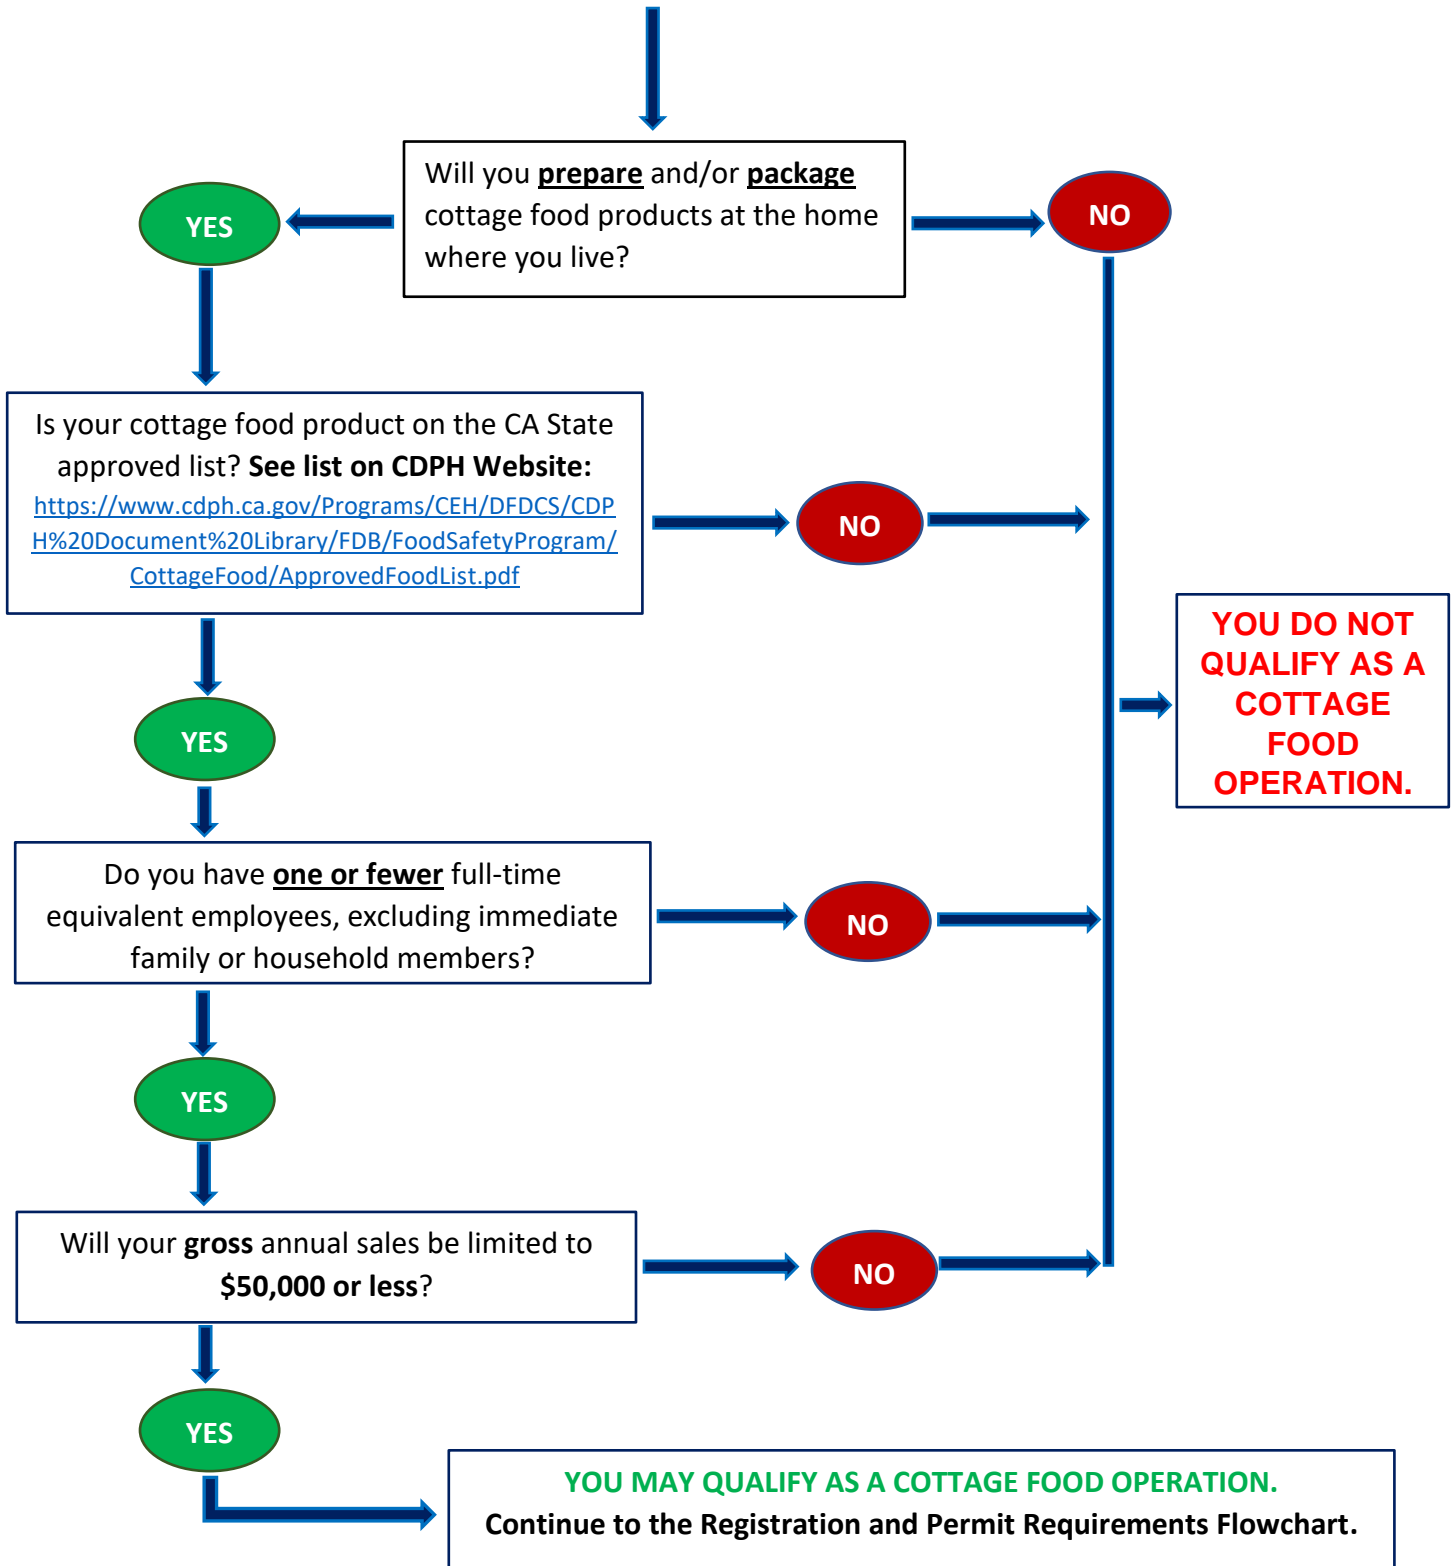 Will you prepare and/or package
cottage food products at the home
where you live?
YES
NO
Is your cottage food product on the CA State
approved list? See list on CDPH Website:
https://www.cdph.ca.gov/Programs/CEH/DFDCS/CDP
H%20Document%20Library/FDB/FoodSafetyProgram/
CottageFood/ApprovedFoodList.pdf
NO
YOU DO NOT
QUALIFY AS A
COTTAGE
FOOD
OPERATION.
YES
Do you have one or fewer full-time
equivalent employees, excluding immediate
family or household members?
NO
YES
Will your gross annual sales be limited to
$50,000 or less?
NO
YES
YOU MAY QUALIFY AS A COTTAGE FOOD OPERATION.
Continue to the Registration and Permit Requirements Flowchart.